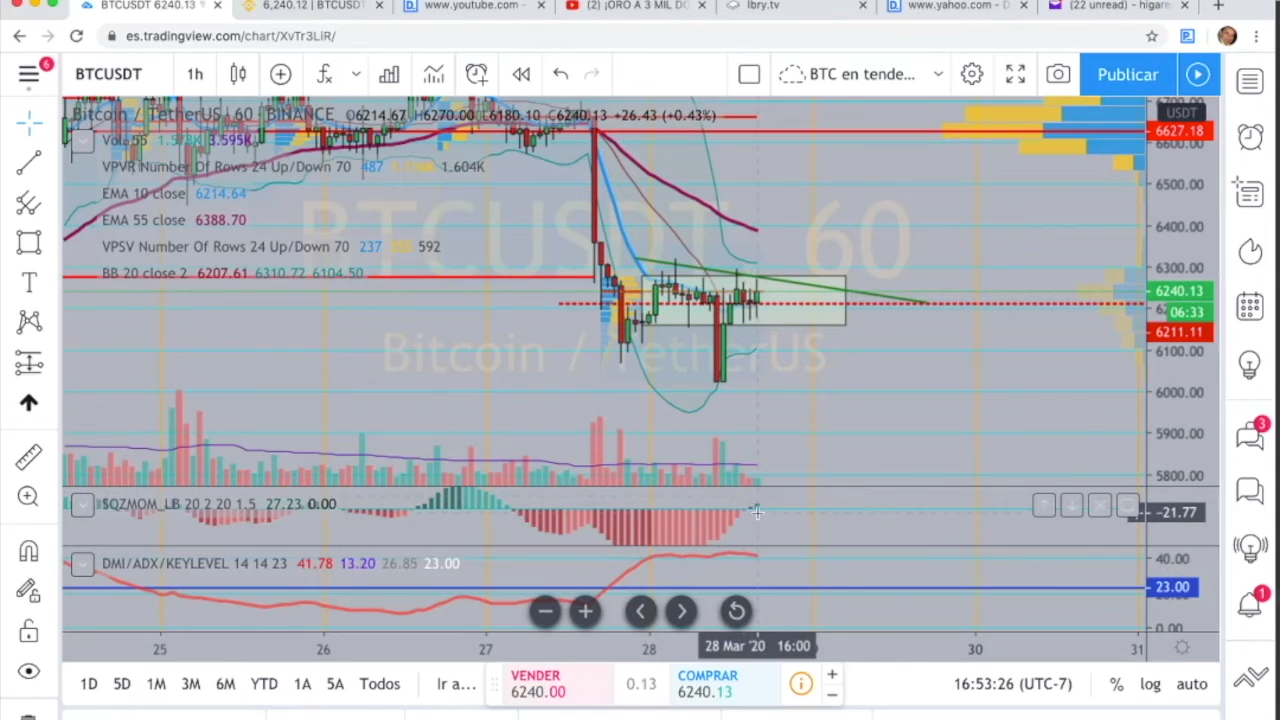 BTCUSDT 6240.13
6,240.12 | BTCUSDT
www.youtube.com -
(2) ¡ORO A 3 MIL DO
lbry.tv
www.yahoo.com - D
(22 unread) - higare
es.tradingview.com/chart/XvTr3LiR/
6
BTCUSDT
1h
BTC en tende...
Publicar
Bitcoin / TetherUS, 60, BINANCE O6214.67 H6270.00 L6180.10 C6240.13 +26.43 (+0.43%)
USDT
6627.18
6600.00
VPVR Number Of Rows 24 Up/Down 70 487 1.604K
6500.00
EMA 10 close 6214.64
EMA 55 close 6388.70
6400.00
BTCUSDT, 60
VPSV Number Of Rows 24 Up/Down 70 237 592
BB 20 close 2 6207.61 6310.72 6104.50
6300.00
6240.13
06:33
6211.11
Bitcoin / TetherUS
6100.00
6000.00
5900.00
5800.00
3
SQZMOM_LB 20 2 20 1.5 27.23 0.00
−21.77
DMI/ADX/KEYLEVEL 14 14 23 41.78 13.20 26.85 23.00
40.00
23.00
0.00
1
25
26
27
28
28 Mar '20 16:00
30
31
1D 5D 1M 3M 6M YTD 1A 5A Todos
Ir a...
VENDER
6240.00
0.13
COMPRAR
6240.13
16:53:26 (UTC-7)
% log auto